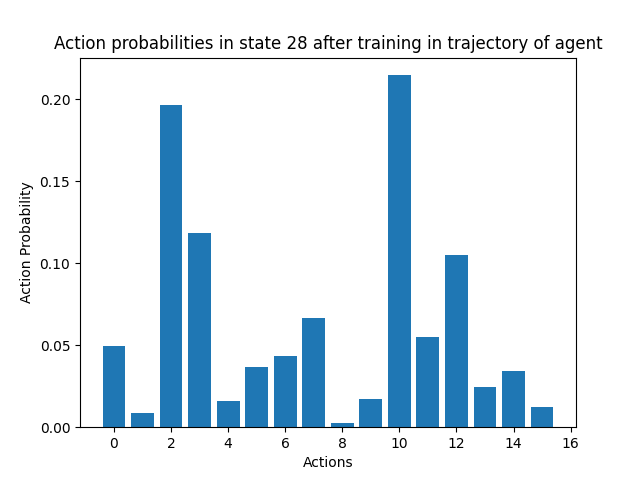 Action probabilities in state 28 after training in trajectory of agent
0.20
0.15
0.10
0.05
0.00
Action Probability
0 2 4 6 8 10 12 14 16
Actions